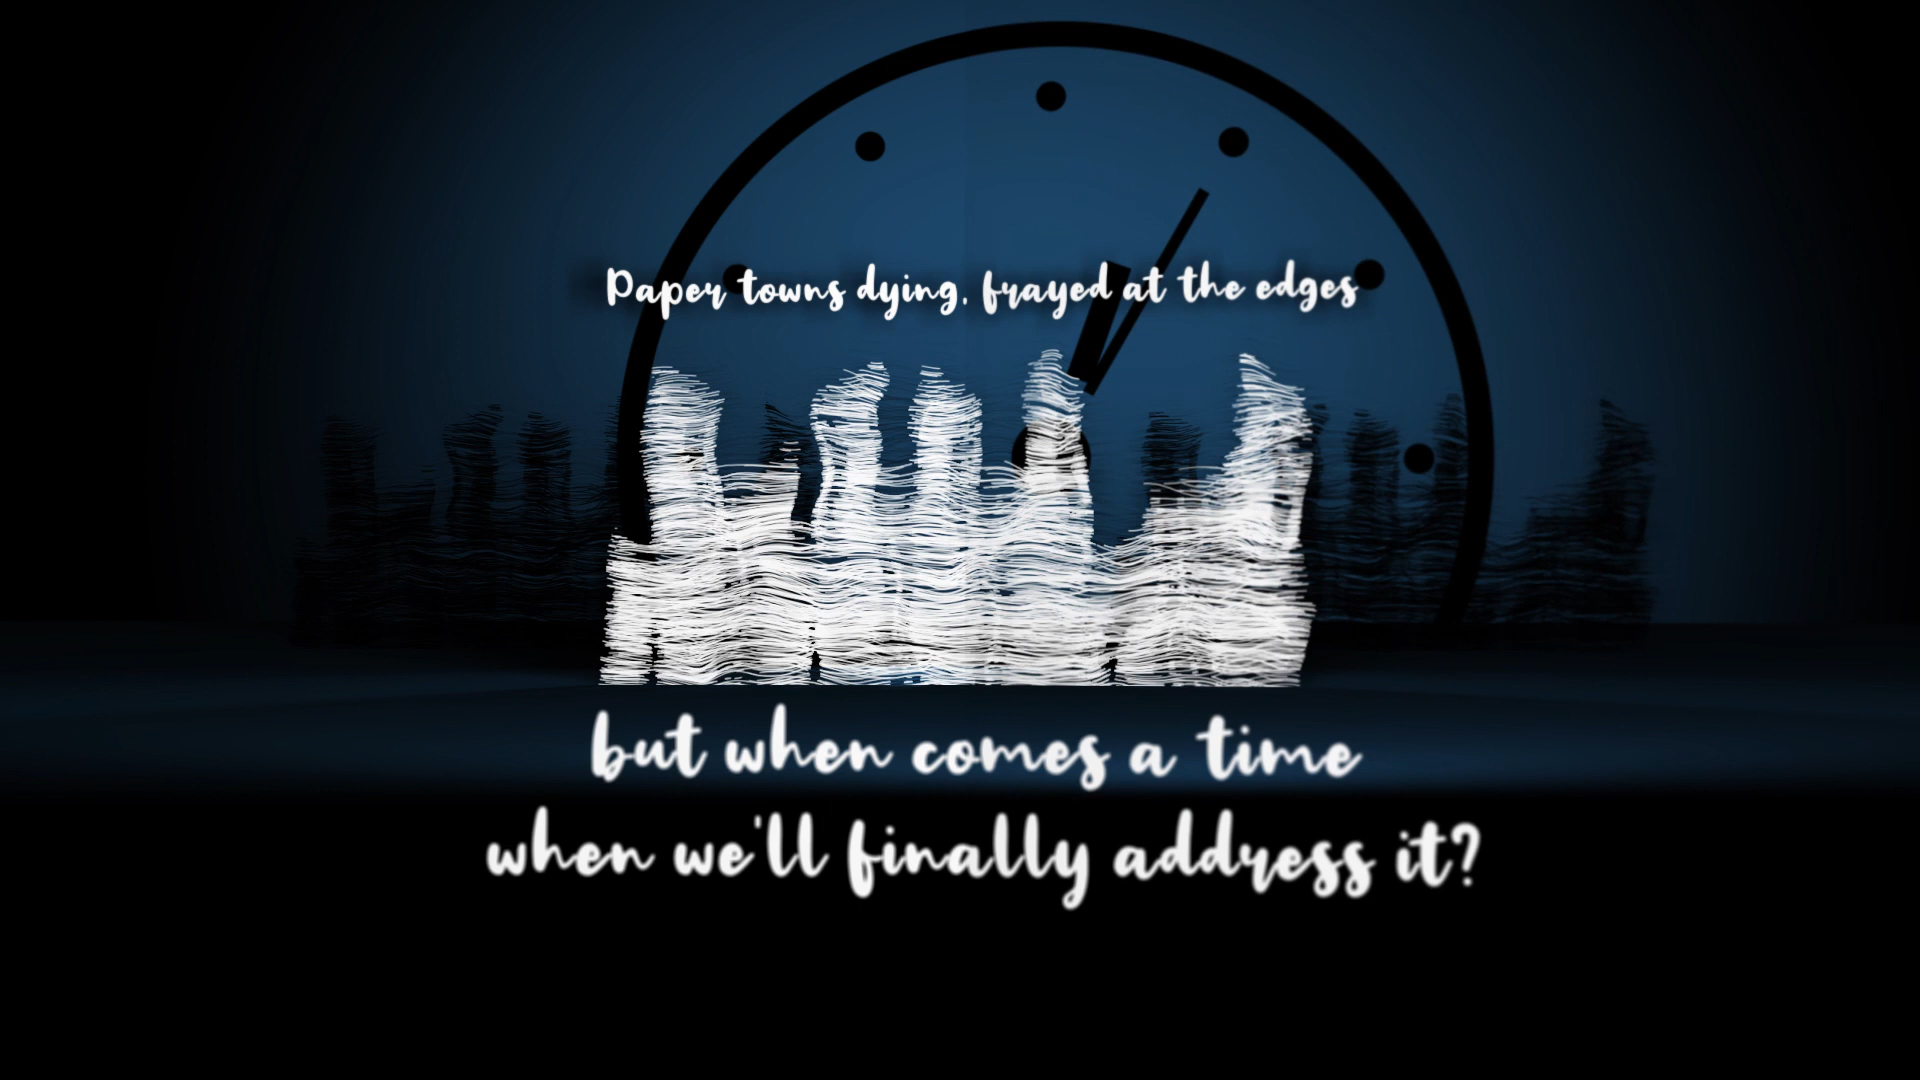 Paper towns dying, frayed at the edges
but when comes a time
when we'll finally address it?